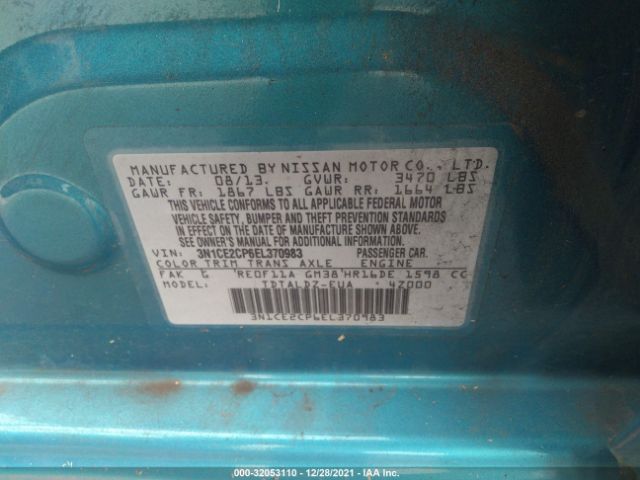 MANUFACTURED BY NISSAN MOTOR CO., LTD.
DATE: 08/13. GVWR: 3470 LBS
GAWR FR: 1867 LBS GAWR RR: 1664 LBS
THIS VEHICLE CONFORMS TO ALL APPLICABLE FEDERAL MOTOR
VEHICLE SAFETY, BUMPER AND THEFT PREVENTION STANDARDS
IN EFFECT ON THE DATE OF MANUFACTURE SHOWN ABOVE.
SEE OWNER'S MANUAL FOR ADDITIONAL INFORMATION.
VIN: 3N1CE2CP6EL370983 PASSENGER CAR.
COLOR TRIM TRANS AXLE ENGINE
FAK G RE0F11A GM38 HR16DE 1598 CC
MODEL: TDTALDZ-EUA 4Z000
3N1CE2CP6EL370983
000-32053110 - 12/28/2021 - IAA Inc.